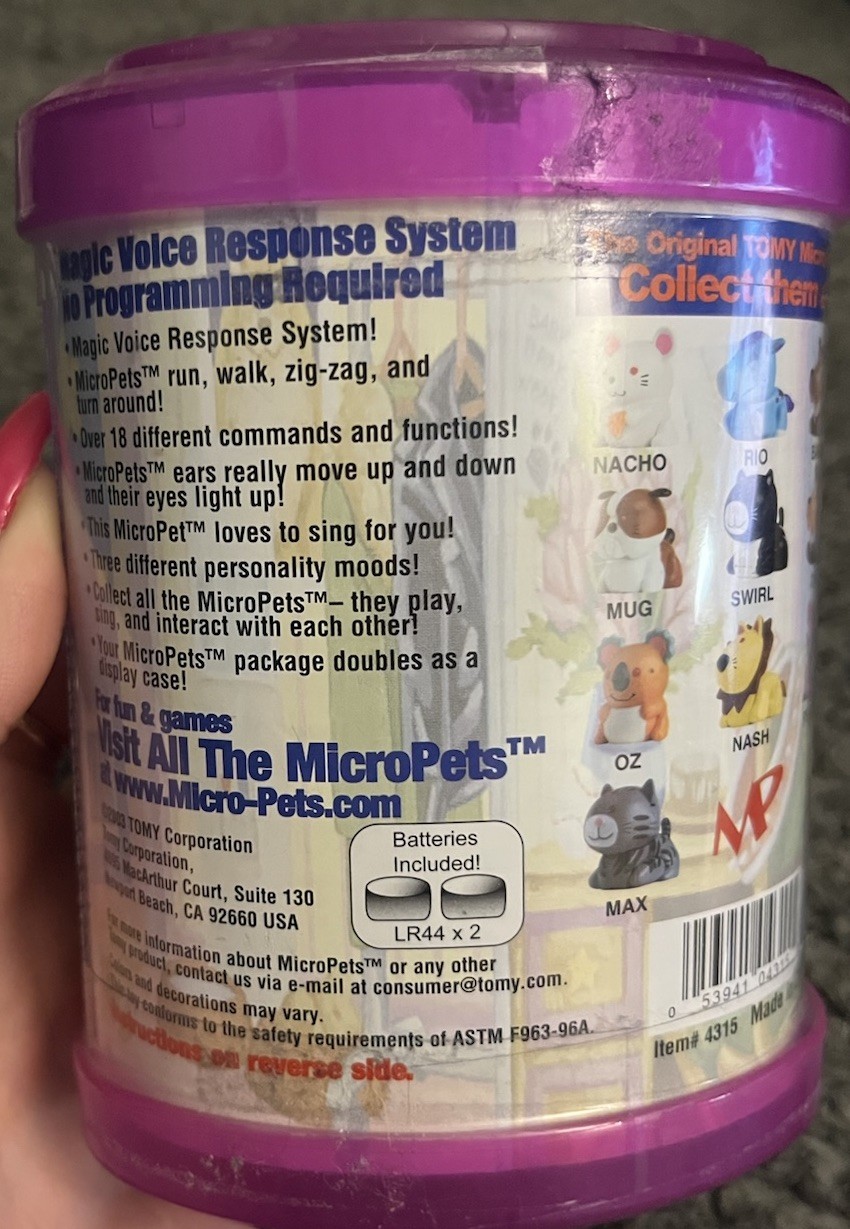 Magic Voice Response System
No Programming Required
• Magic Voice Response System!
• MicroPets™ run, walk, zig-zag, and
turn around!
• Over 18 different commands and functions!
• MicroPets™ ears really move up and down
and their eyes light up!
• This MicroPet™ loves to sing for you!
• Three different personality moods!
• Collect all the MicroPets™– they play,
sing, and interact with each other!
• Your MicroPets™ package doubles as a
display case!
For fun & games
Visit All The MicroPets™
at www.Micro-Pets.com
©2003 TOMY Corporation
Tomy Corporation,
MacArthur Court, Suite 130
Newport Beach, CA 92660 USA
Batteries
Included!
LR44 x 2
For more information about MicroPets™ or any other
Tomy product, contact us via e-mail at consumer@tomy.com.
Colors and decorations may vary.
conforms to the safety requirements of ASTM F963-96A.
Instructions on reverse side.
The Original TOMY
Collect them
NACHO
RIO
MUG
SWIRL
OZ
NASH
MAX
MP
0 53941 04315
Item# 4315 Made